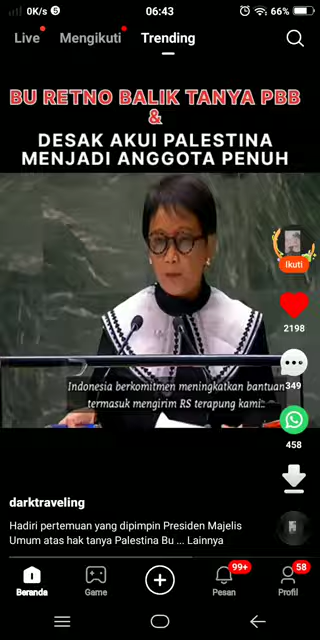 0K/s
06:43
66%
Live
Mengikuti
Trending
BU RETNO BALIK TANYA PBB
&
DESAK AKUI PALESTINA
MENJADI ANGGOTA PENUH
Ikuti
2198
Indonesia berkomitmen meningkatkan bantuan
termasuk mengirim RS terapung kami..
349
458
darktraveling
Hadiri pertemuan yang dipimpin Presiden Majelis
Umum atas hak tanya Palestina Bu ... Lainnya
99+
58
Beranda
Game
Pesan
Profil